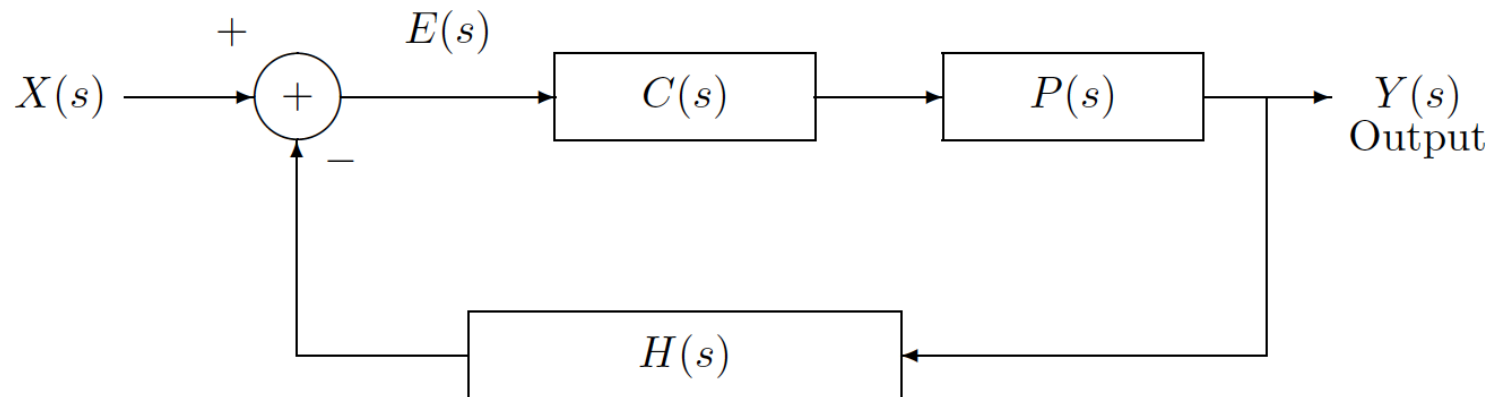 +
E(s)
X(s)
+
C(s)
P(s)
Y(s)
Output
−
H(s)